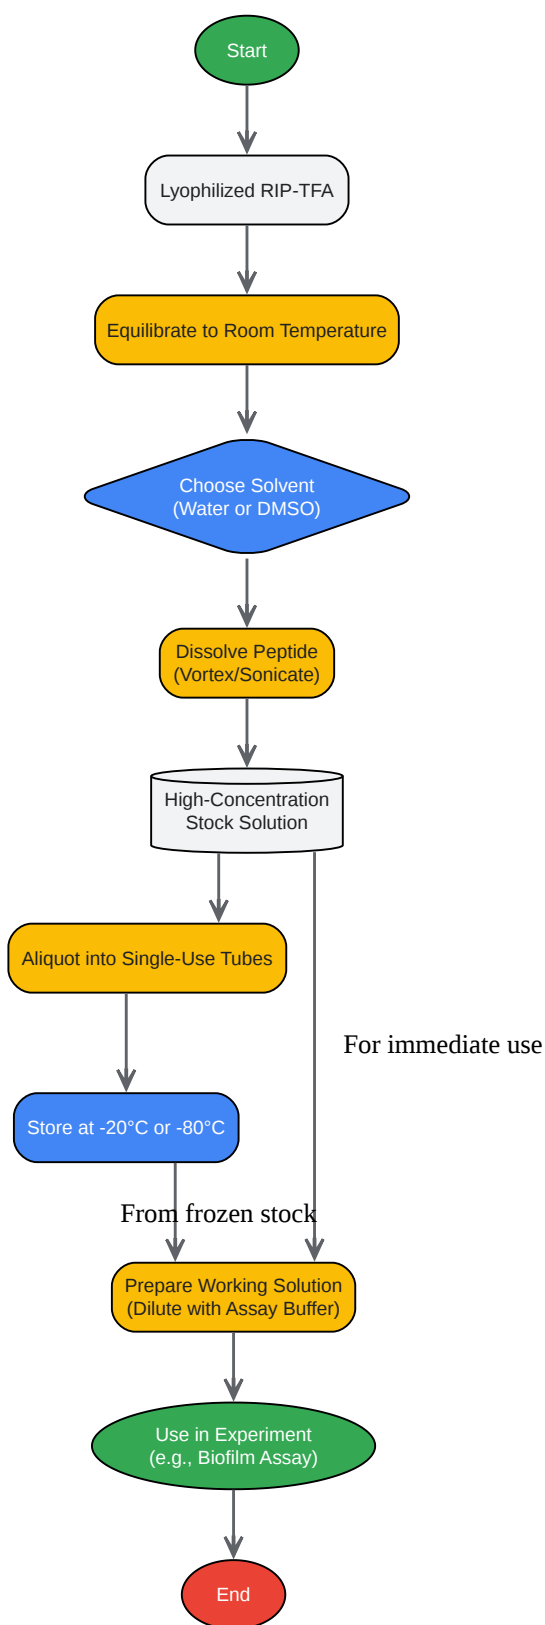 Start
Lyophilized RIP-TFA
Equilibrate to Room Temperature
Choose Solvent
(Water or DMSO)
Dissolve Peptide
(Vortex/Sonicate)
High-Concentration
Stock Solution
Aliquot into Single-Use Tubes
For immediate use
Store at -20°C or -80°C
From frozen stock
Prepare Working Solution
(Dilute with Assay Buffer)
Use in Experiment
(e.g., Biofilm Assay)
End